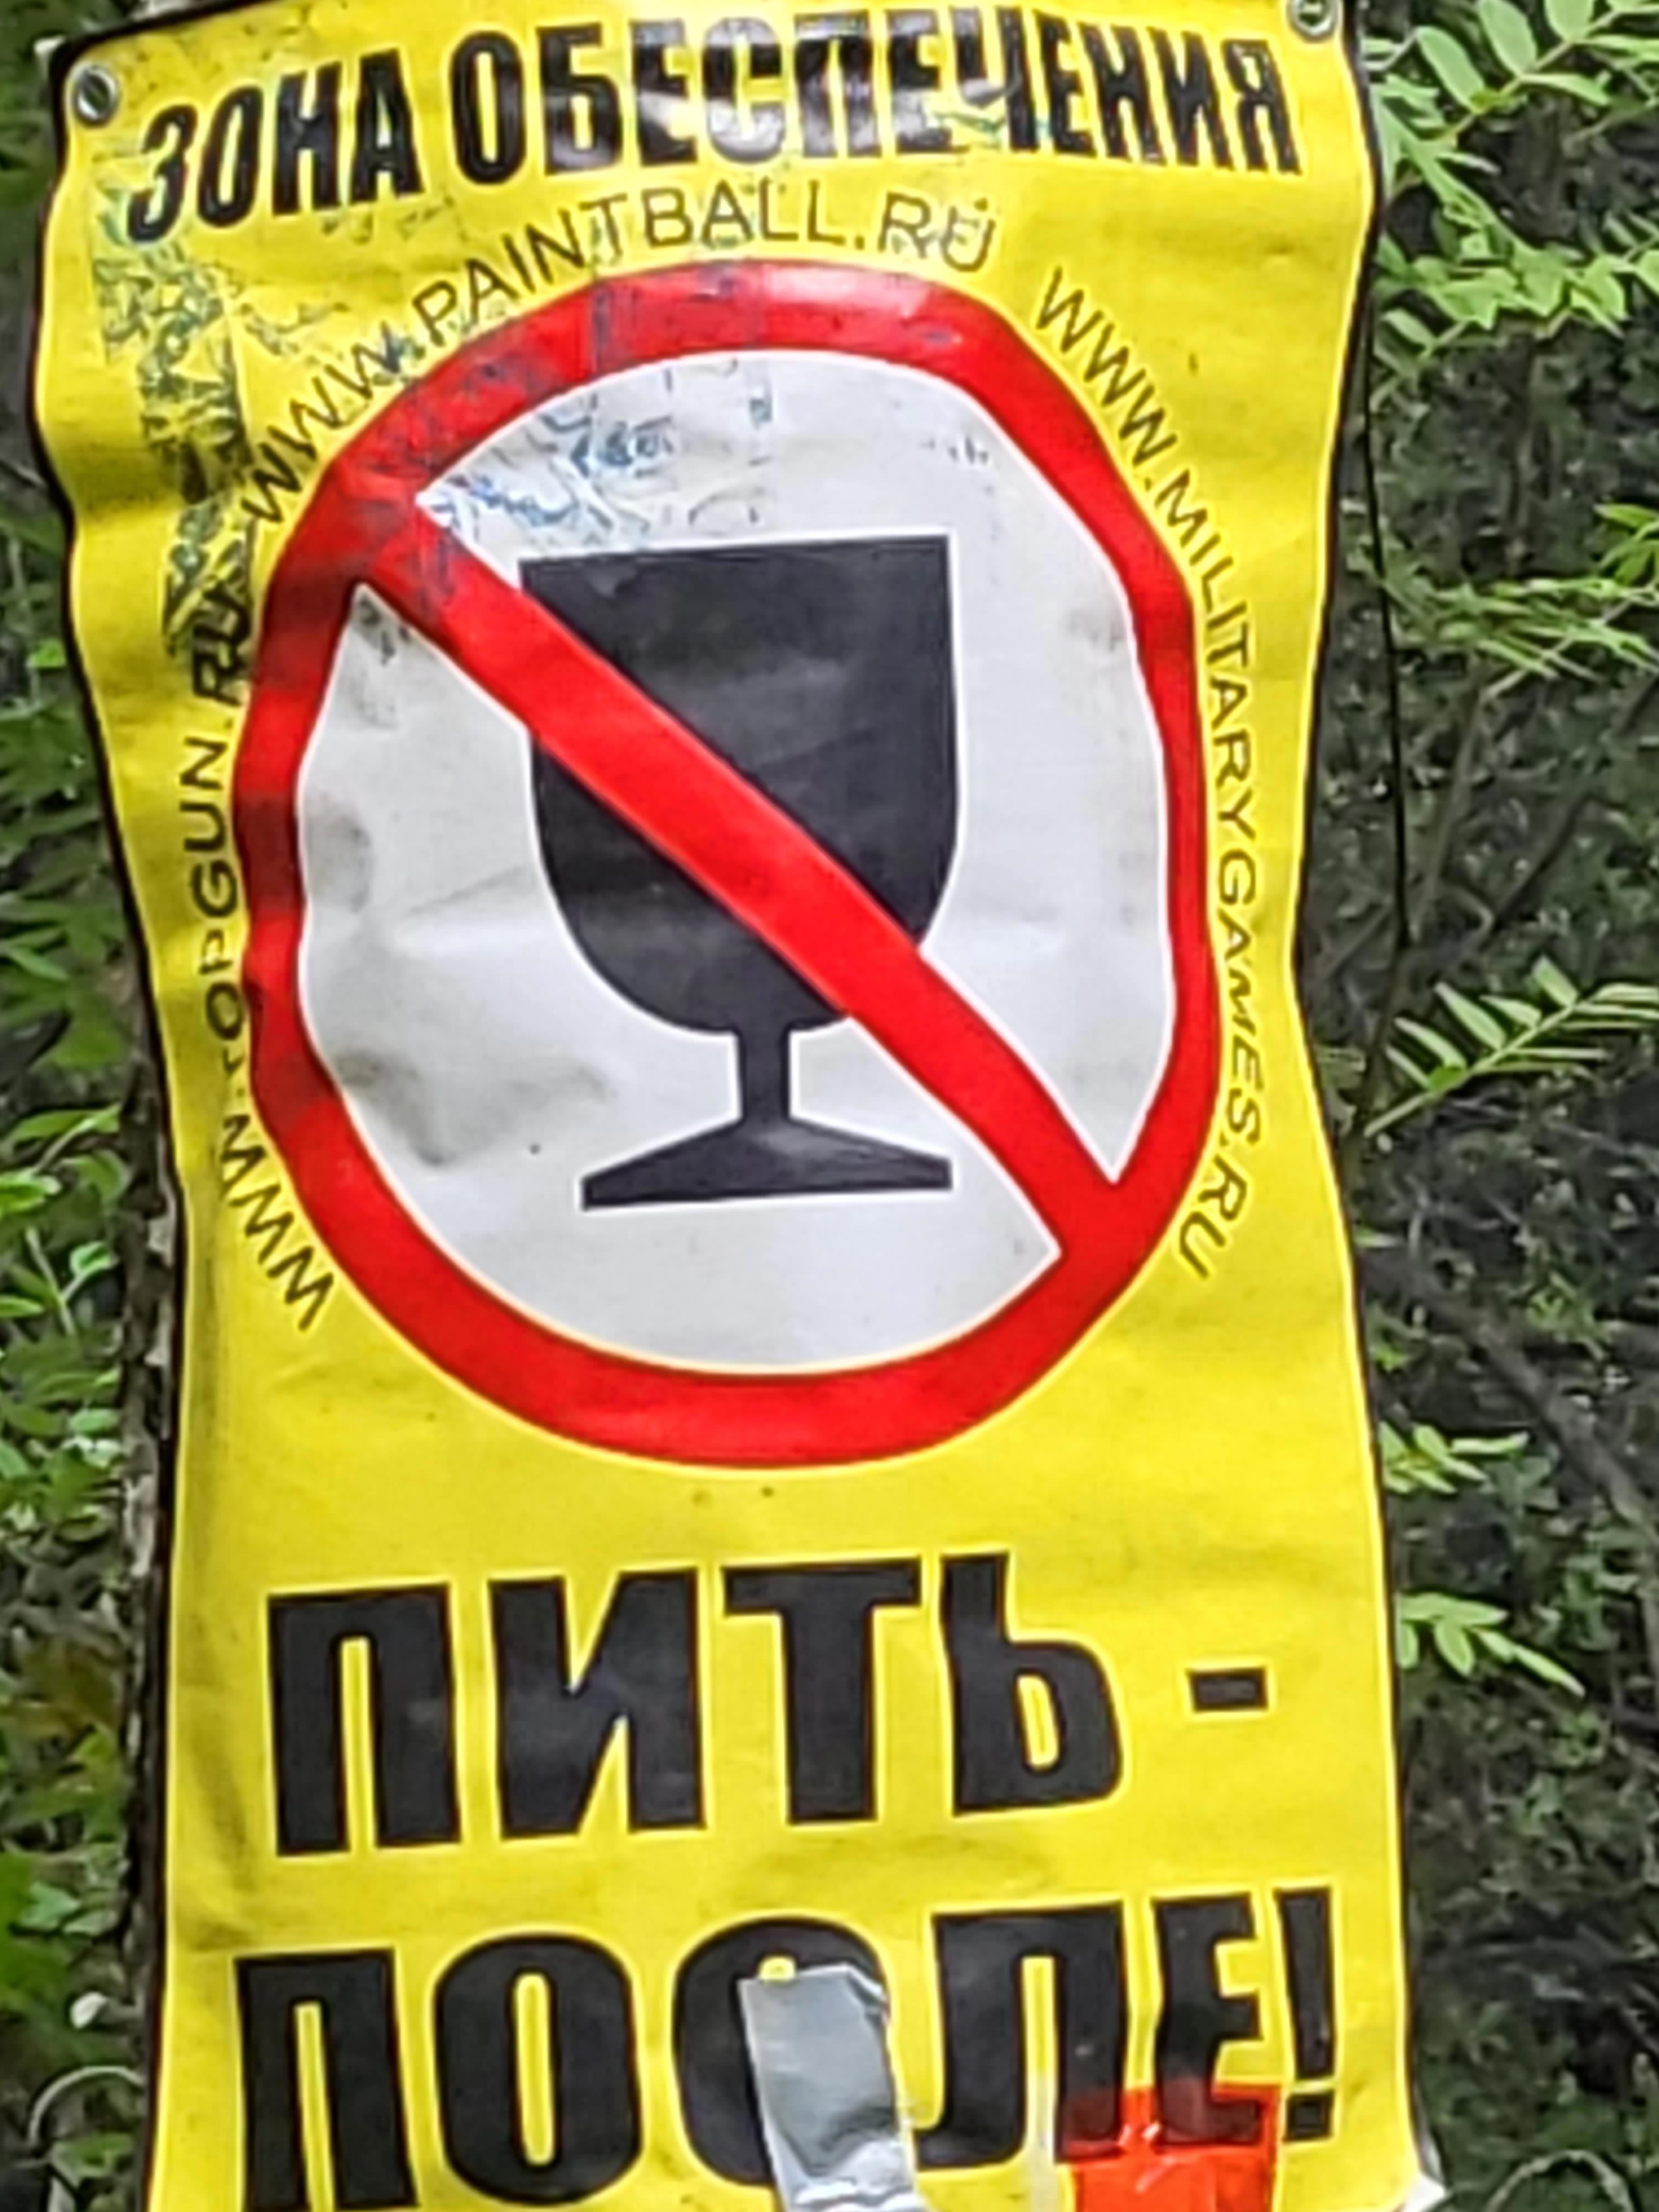 ЗОНА ОБЕСПЕЧЕНИЯ
WWW.TOPGUN.RU
WWW.PAINTBALL.RU
WWW.MILITARYGAMES.RU
ПИТЬ -
ПОСЛЕ!